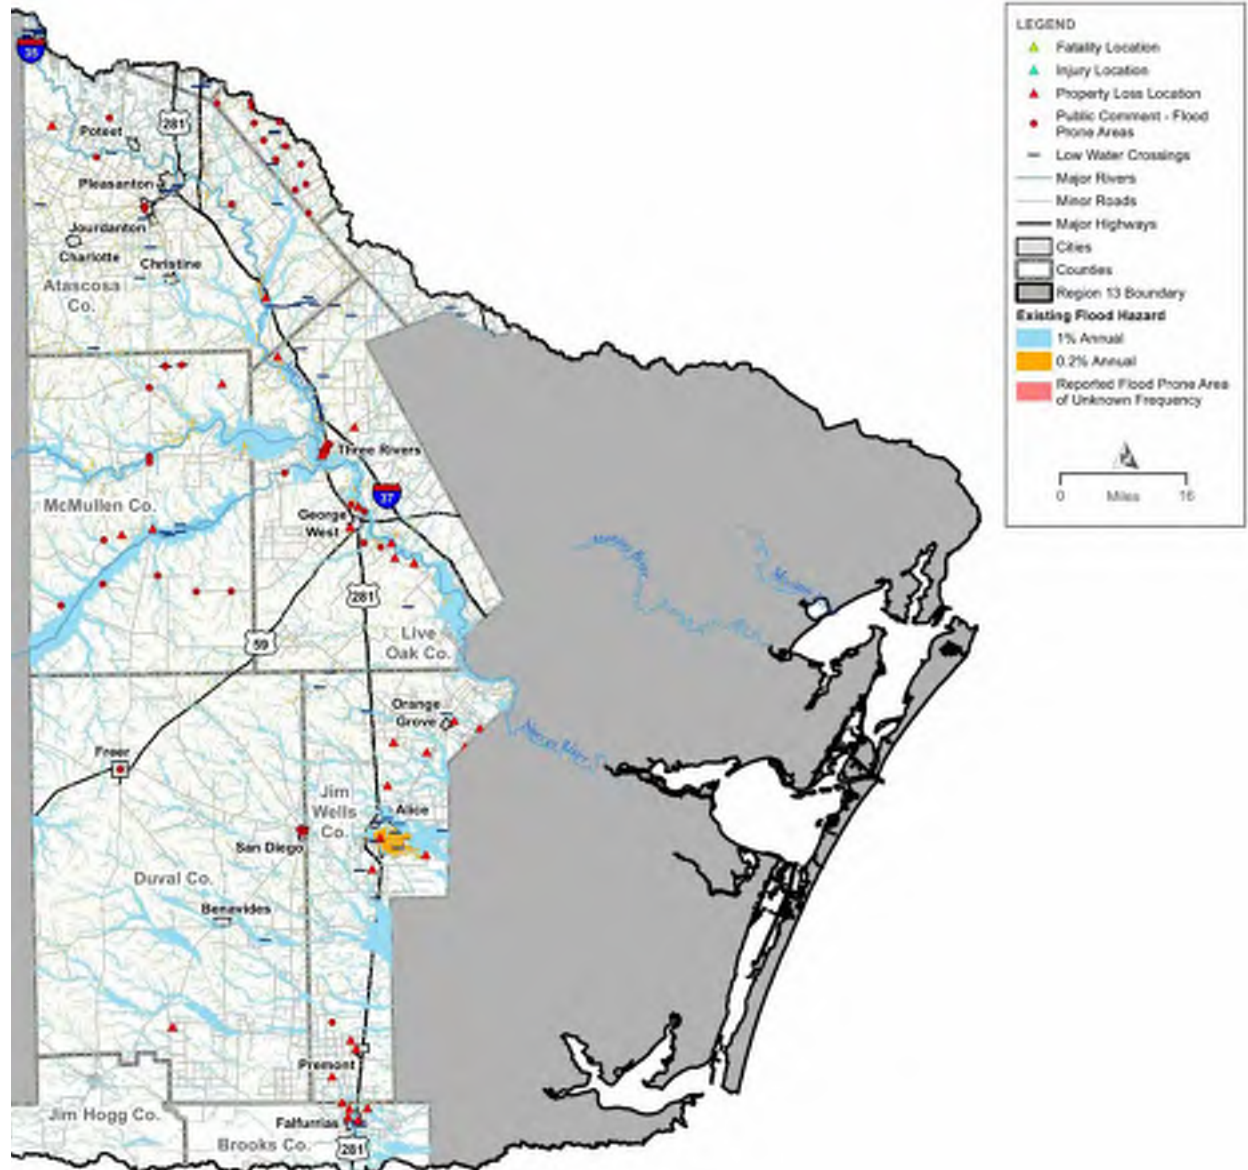 35
281
Poteet
Pleasanton
Jourdanton
Charlotte
Christine
Atascosa
Co.
Three Rivers
McMullen Co.
37
George
West
281
59
Live
Oak Co.
Orange
Grove
Nueces River
Freer
Jim
Wells
Co.
Alice
San Diego
Duval Co.
Benavides
Premont
Jim Hogg Co.
Falfurrias
Brooks Co.
281
LEGEND
Fatality Location
Injury Location
Property Loss Location
Public Comment - Flood
Prone Areas
Low Water Crossings
Major Rivers
Minor Roads
Major Highways
Cities
Counties
Region 13 Boundary
Existing Flood Hazard
1% Annual
0.2% Annual
Reported Flood Prone Area
of Unknown Frequency
0 Miles 16